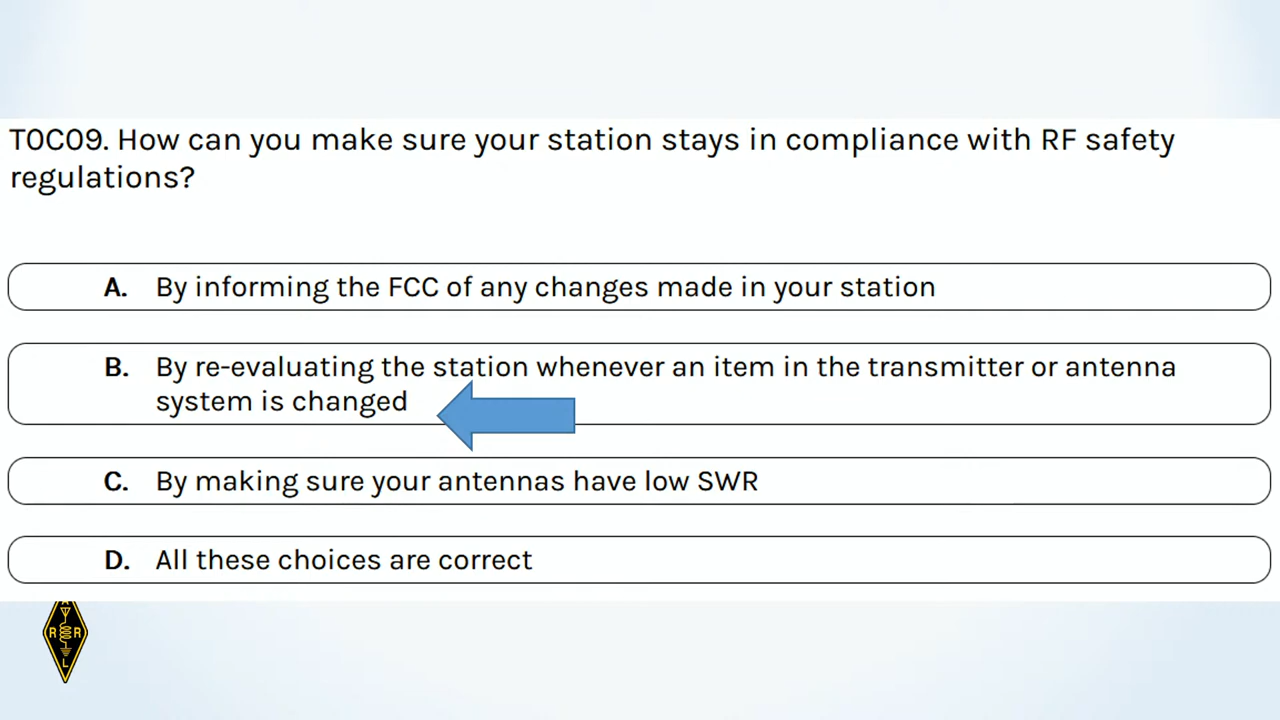 T0C09. How can you make sure your station stays in compliance with RF safety
regulations?
A. By informing the FCC of any changes made in your station
B. By re-evaluating the station whenever an item in the transmitter or antenna
system is changed
C. By making sure your antennas have low SWR
D. All these choices are correct
A
R R
L